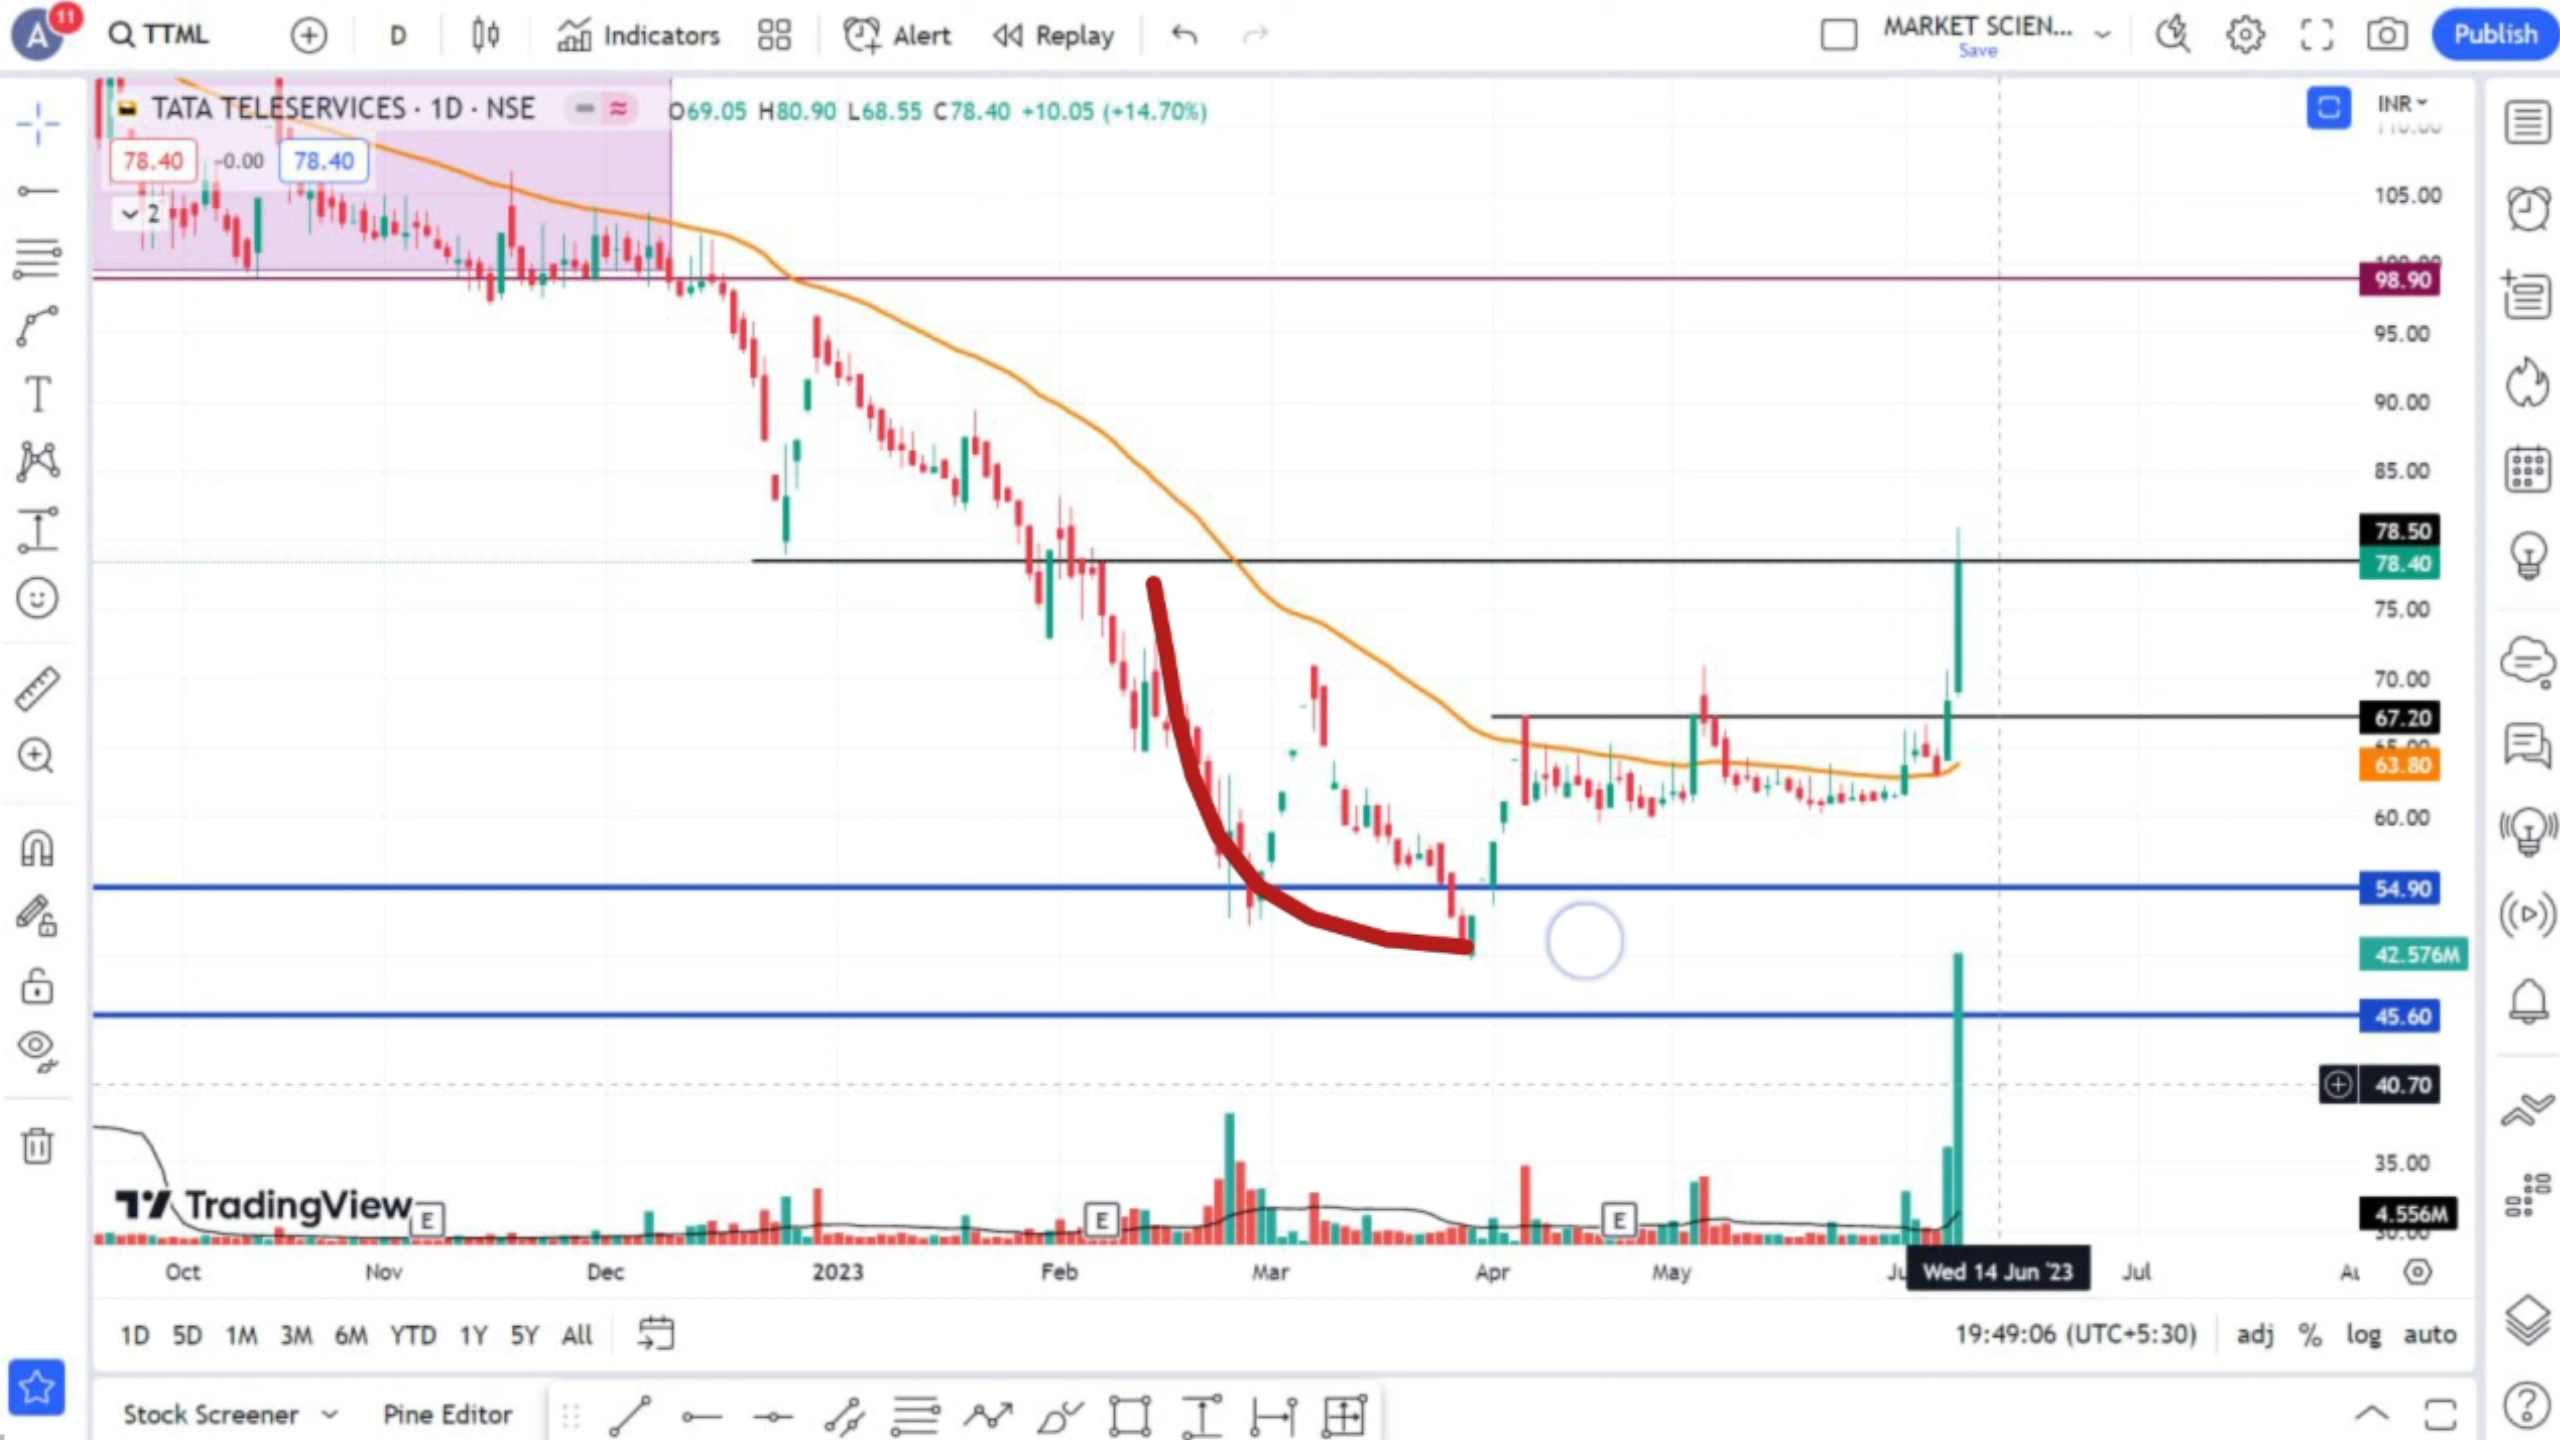 A 11 TTML D Indicators Alert Replay MARKET SCIEN... Save Publish
TATA TELESERVICES · 1D · NSE O69.05 H80.90 L68.55 C78.40 +10.05 (+14.70%) INR
78.40 -0.00 78.40
2
105.00
98.90
95.00
90.00
85.00
78.50
78.40
75.00
70.00
67.20
65.00
63.80
60.00
54.90
42.576M
45.60
40.70
35.00
4.556M
30.00
TradingView E E E
Oct Nov Dec 2023 Feb Mar Apr May Wed 14 Jun '23 Jul
1D 5D 1M 3M 6M YTD 1Y 5Y All 19:49:06 (UTC+5:30) adj % log auto
Stock Screener Pine Editor